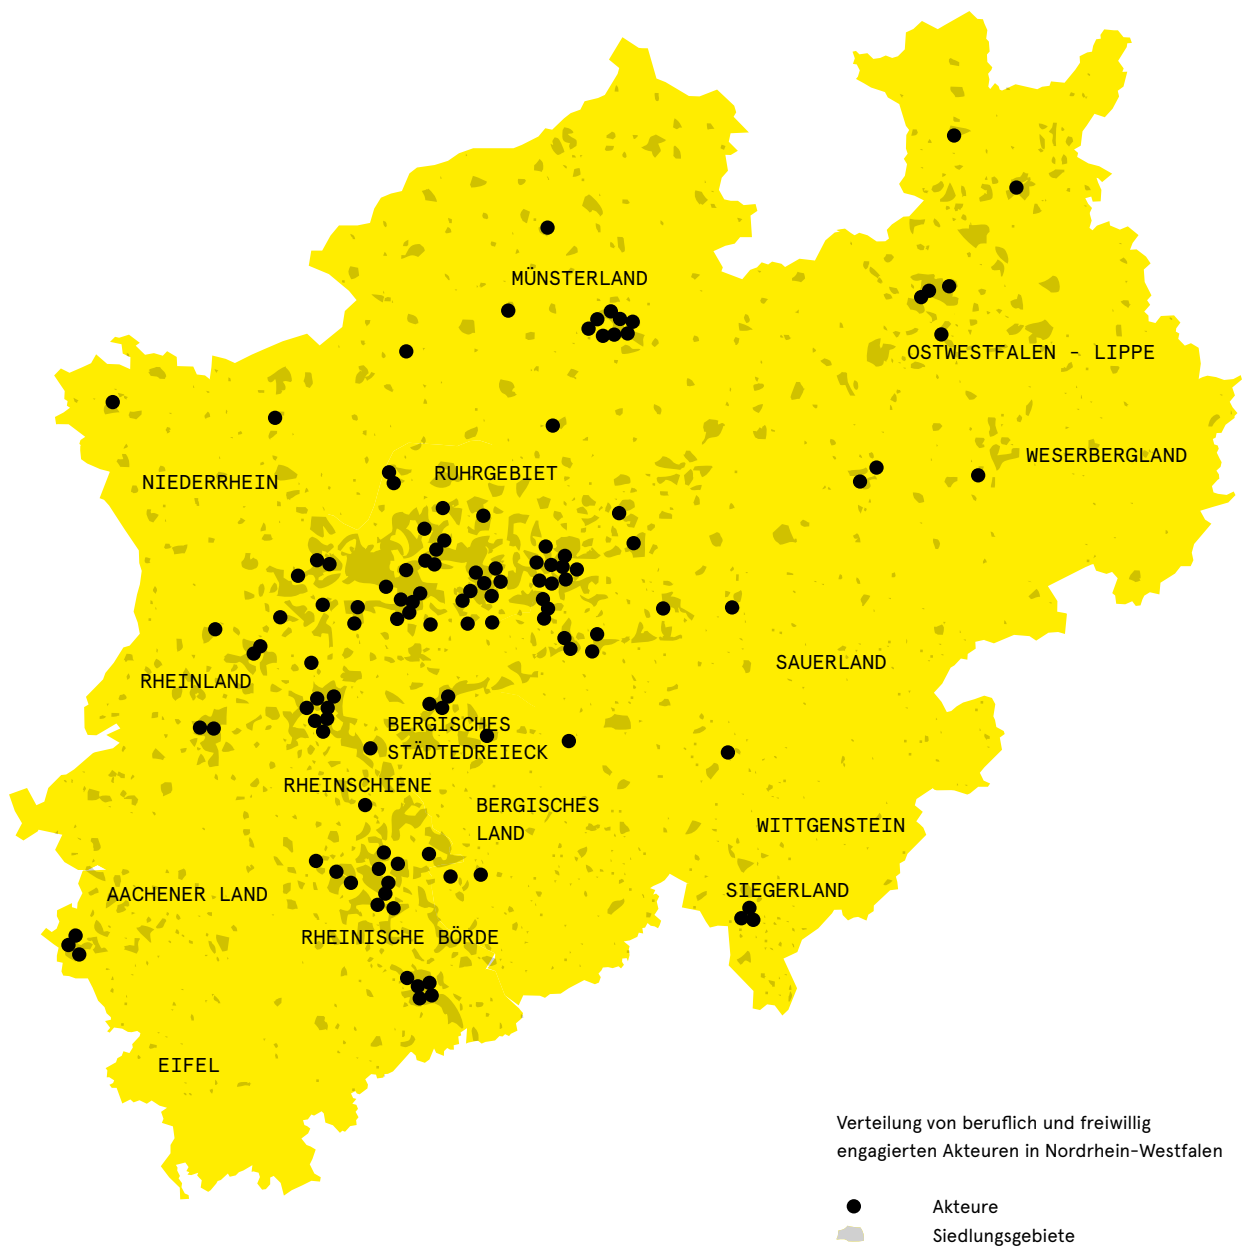 MÜNSTERLAND
OSTWESTFALEN - LIPPE
WESERBERGLAND
RUHRGEBIET
NIEDERRHEIN
SAUERLAND
RHEINLAND
BERGISCHES
STÄDTEDREIECK
RHEINSCHIENE
BERGISCHES
LAND
WITTGENSTEIN
SIEGERLAND
AACHENER LAND
RHEINISCHE BÖRDE
EIFEL
Verteilung von beruflich und freiwillig
engagierten Akteuren in Nordrhein-Westfalen
Akteure
Siedlungsgebiete